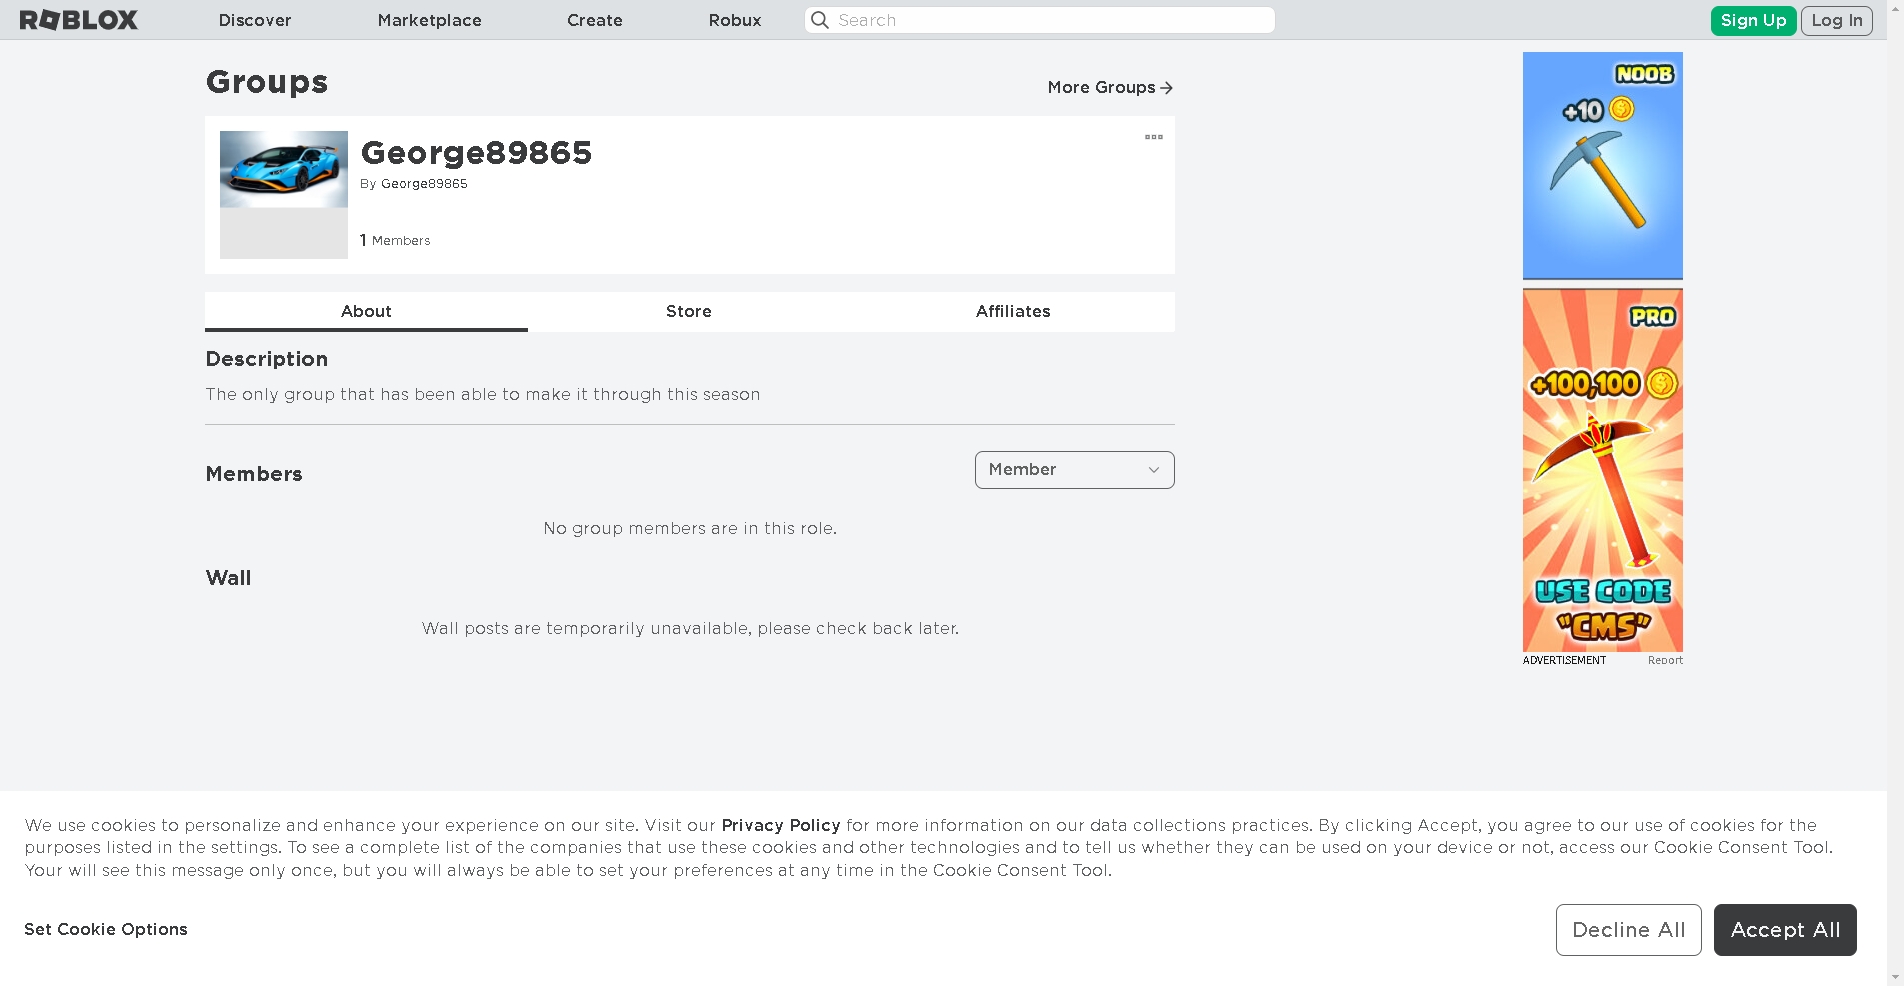 ROBLOX
Discover
Marketplace
Create
Robux
Search
Sign Up
Log In
Groups
More Groups
George89865
By George89865
1 Members
About
Store
Affiliates
Description
The only group that has been able to make it through this season
Members
Member
No group members are in this role.
Wall
Wall posts are temporarily unavailable, please check back later.
NOOB
+10
PRO
+100,100
USE CODE
"CMS"
ADVERTISEMENT
Report
We use cookies to personalize and enhance your experience on our site. Visit our Privacy Policy for more information on our data collections practices. By clicking Accept, you agree to our use of cookies for the
purposes listed in the settings. To see a complete list of the companies that use these cookies and other technologies and to tell us whether they can be used on your device or not, access our Cookie Consent Tool.
Your will see this message only once, but you will always be able to set your preferences at any time in the Cookie Consent Tool.
Set Cookie Options
Decline All
Accept All